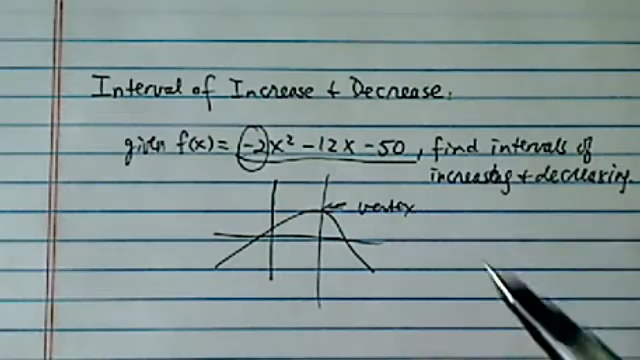 Interval of Increase + Decrease.
given f(x) = -2x² - 12x - 50, find intervals of
increasing + decreasing.
vertex